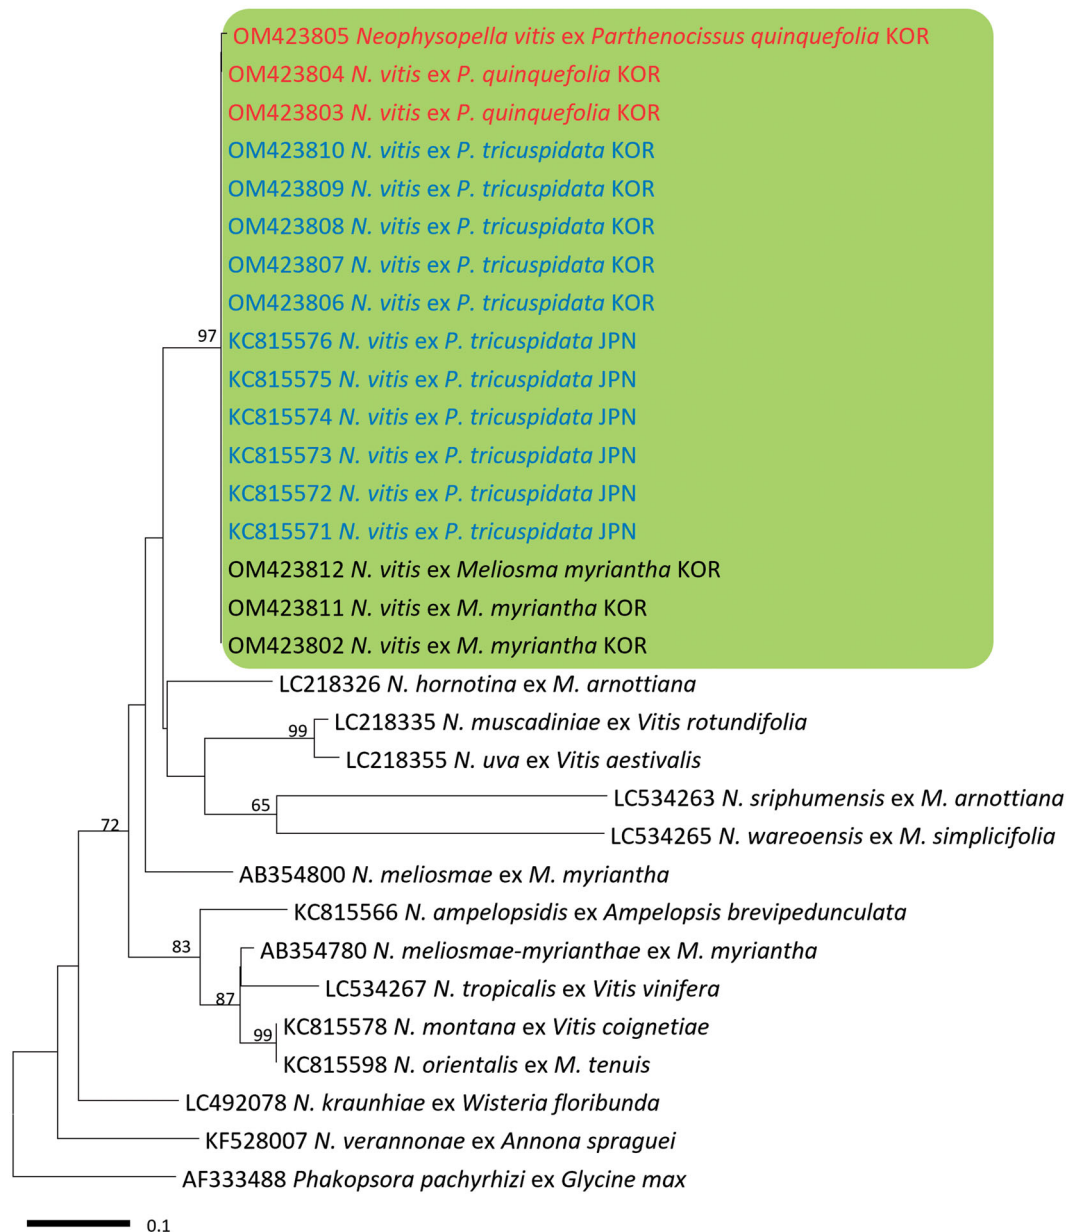 OM423805 Neophysopella vitis ex Parthenocissus quinquefolia KOR
OM423804 N. vitis ex P. quinquefolia KOR
OM423803 N. vitis ex P. quinquefolia KOR
OM423810 N. vitis ex P. tricuspidata KOR
OM423809 N. vitis ex P. tricuspidata KOR
OM423808 N. vitis ex P. tricuspidata KOR
OM423807 N. vitis ex P. tricuspidata KOR
OM423806 N. vitis ex P. tricuspidata KOR
97
KC815576 N. vitis ex P. tricuspidata JPN
KC815575 N. vitis ex P. tricuspidata JPN
KC815574 N. vitis ex P. tricuspidata JPN
KC815573 N. vitis ex P. tricuspidata JPN
KC815572 N. vitis ex P. tricuspidata JPN
KC815571 N. vitis ex P. tricuspidata JPN
OM423812 N. vitis ex Meliosma myriantha KOR
OM423811 N. vitis ex M. myriantha KOR
OM423802 N. vitis ex M. myriantha KOR
LC218326 N. hornotina ex M. arnottiana
LC218335 N. muscadiniae ex Vitis rotundifolia
99
LC218355 N. uva ex Vitis aestivalis
LC534263 N. sriphumensis ex M. arnottiana
65
LC534265 N. wareoensis ex M. simplicifolia
72
AB354800 N. meliosmae ex M. myriantha
KC815566 N. ampelopsidis ex Ampelopsis brevipedunculata
83
AB354780 N. meliosmae-myrianthae ex M. myriantha
LC534267 N. tropicalis ex Vitis vinifera
87
KC815578 N. montana ex Vitis coignetiae
99
KC815598 N. orientalis ex M. tenuis
LC492078 N. kraunhiae ex Wisteria floribunda
KF528007 N. verannonae ex Annona spraguei
AF333488 Phakopsora pachyrhizi ex Glycine max
0.1